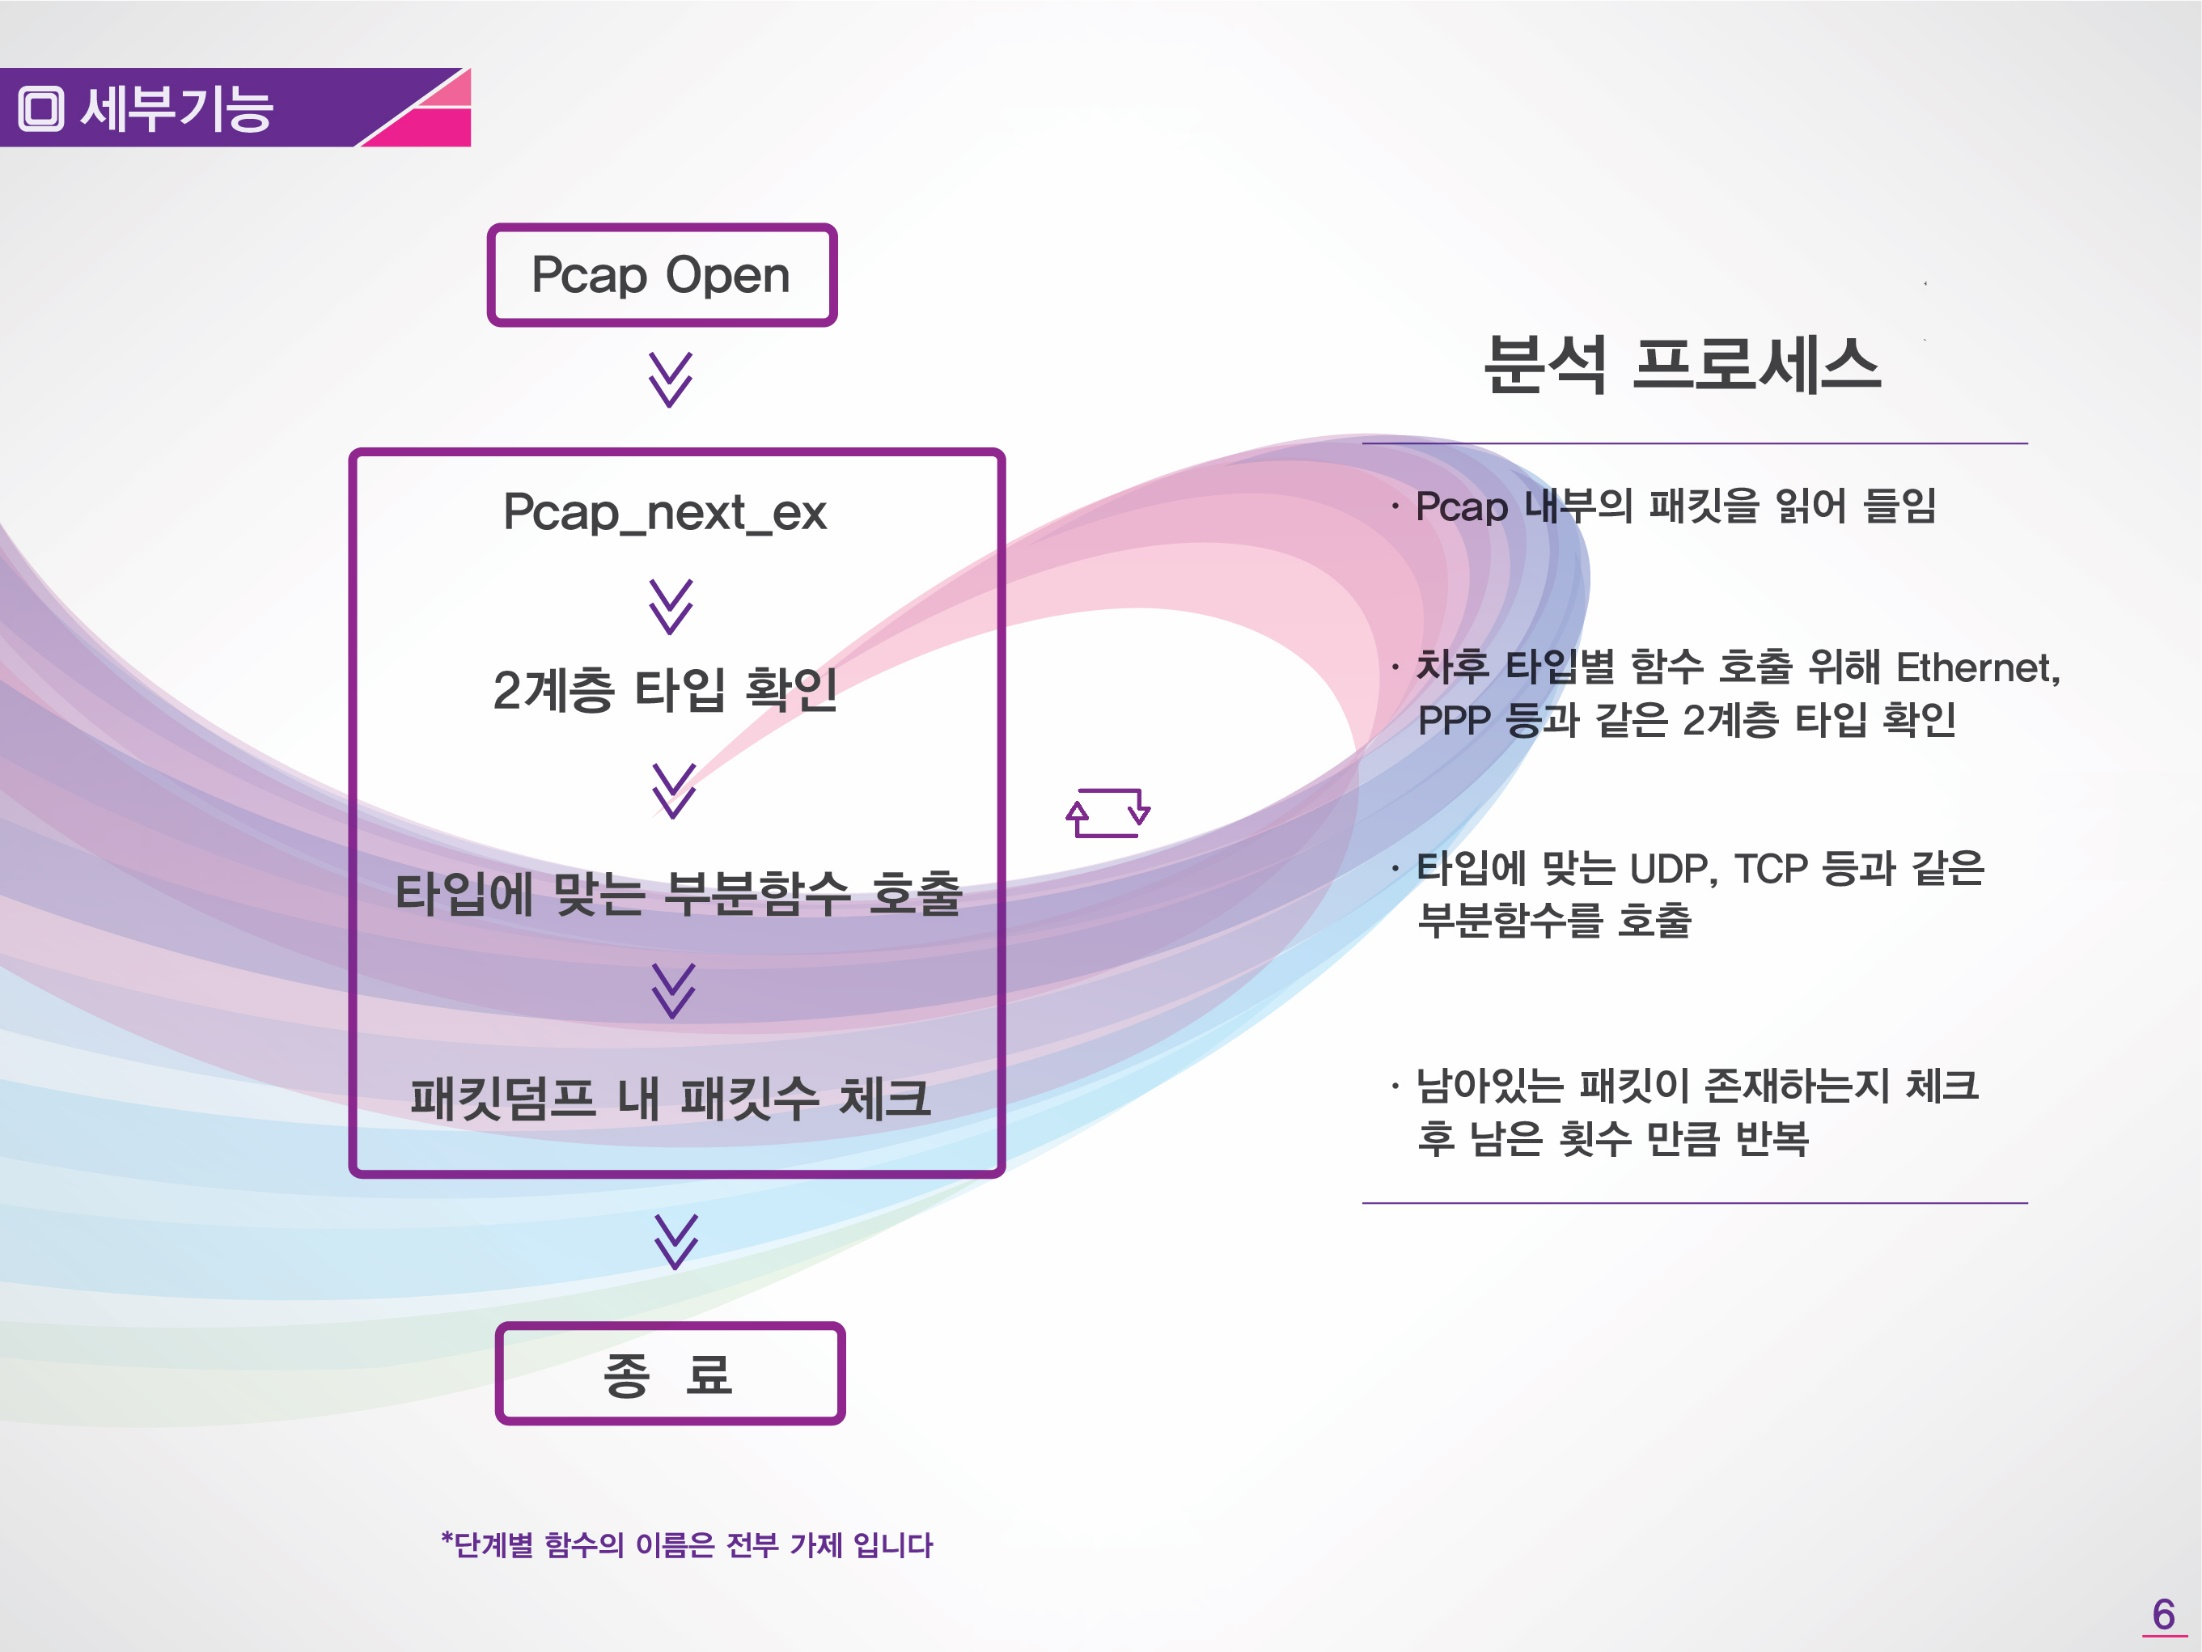 세부기능
Pcap Open
Pcap_next_ex
2계층 타입 확인
타입에 맞는 부분함수 호출
패킷덤프 내 패킷수 체크
종 료
*단계별 함수의 이름은 전부 가제 입니다
분석 프로세스
· Pcap 내부의 패킷을 읽어 들임
· 차후 타입별 함수 호출 위해 Ethernet,
PPP 등과 같은 2계층 타입 확인
· 타입에 맞는 UDP, TCP 등과 같은
부분함수를 호출
· 남아있는 패킷이 존재하는지 체크
후 남은 횟수 만큼 반복
6